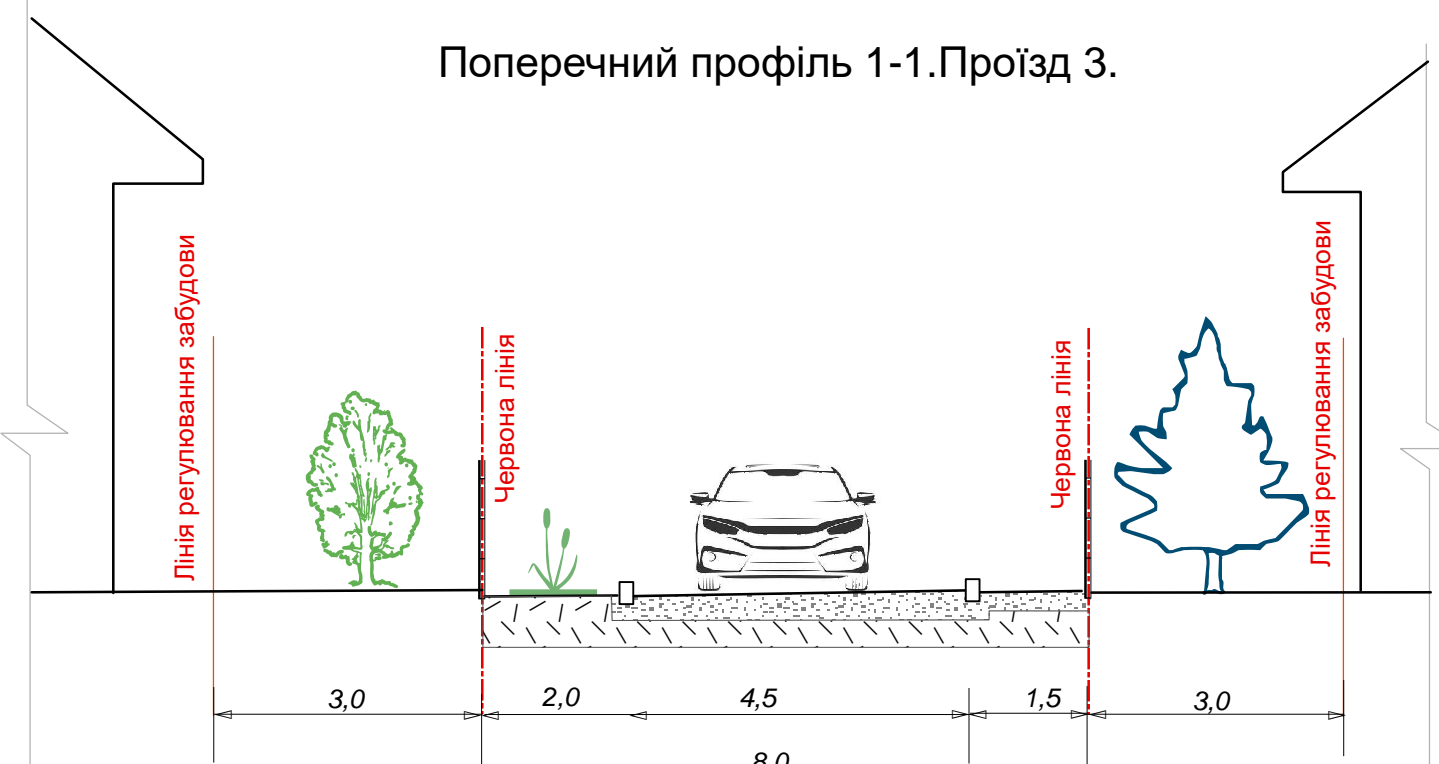 Поперечний профіль 1-1.Проїзд 3.
Лінія регулювання забудови
Червона лінія
Червона лінія
Лінія регулювання забудови
3,0
2,0
4,5
1,5
3,0
8,0